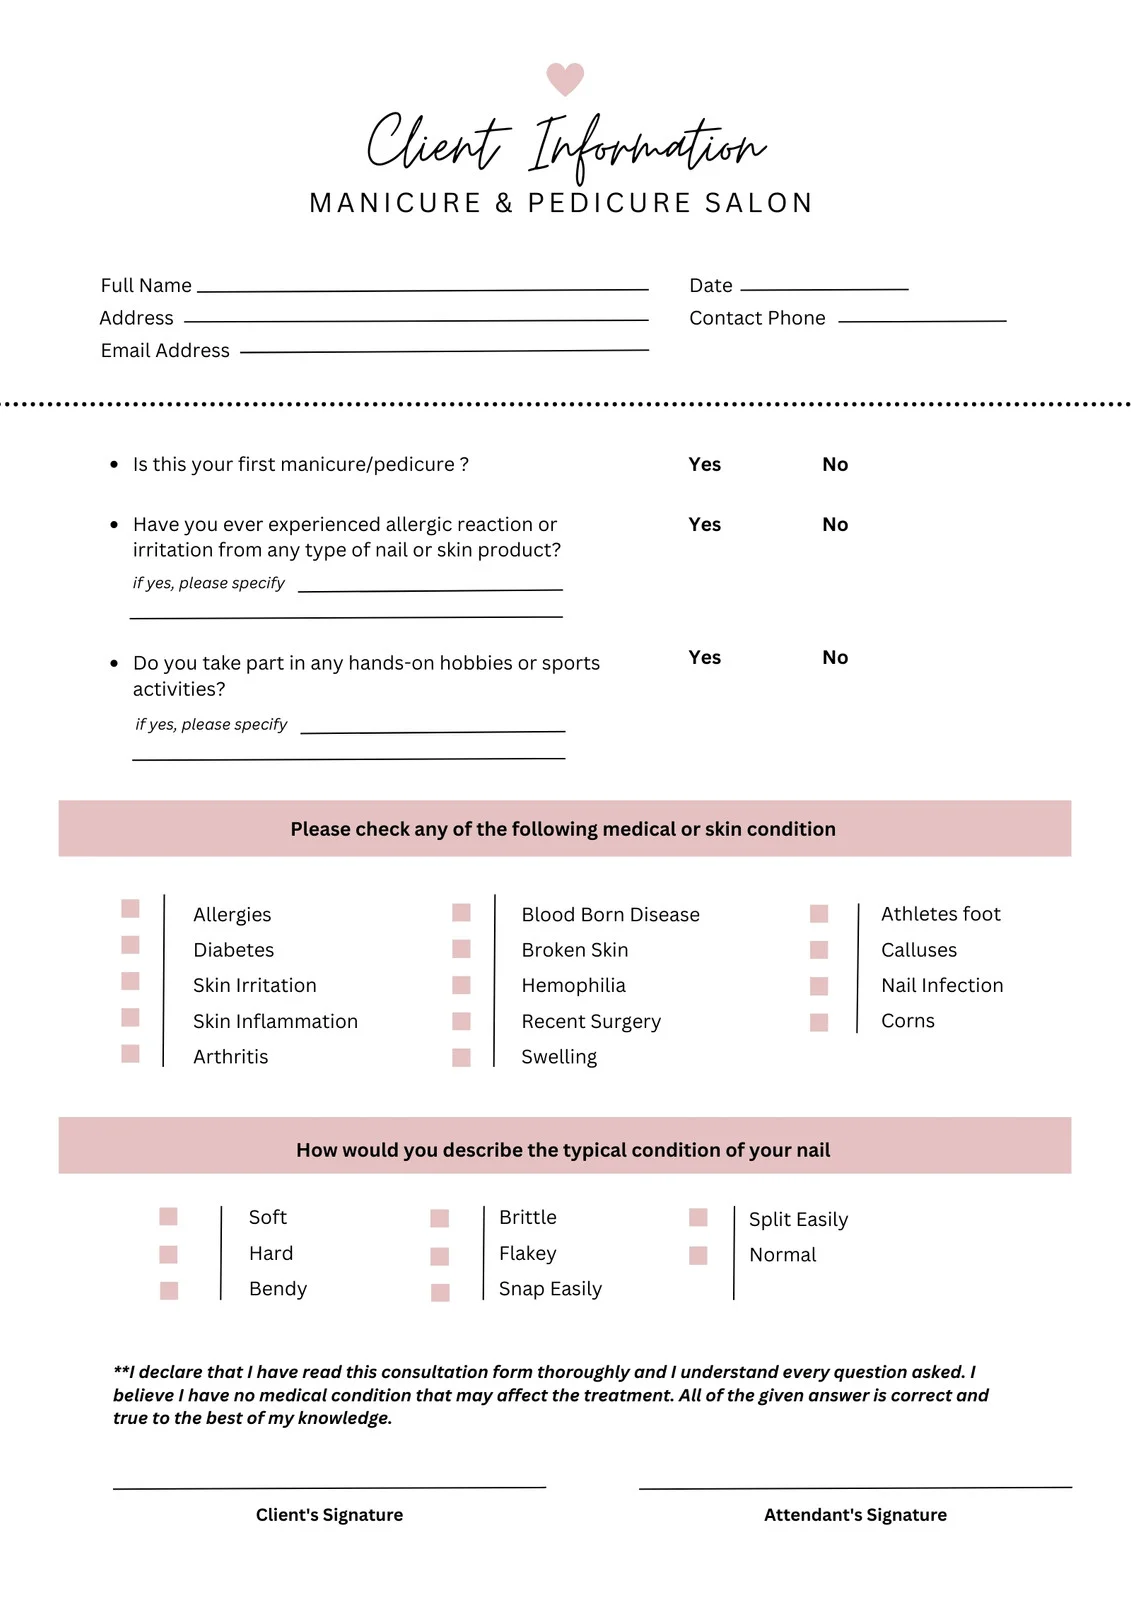 Client Information
MANICURE & PEDICURE SALON
Full Name
Date
Address
Contact Phone
Email Address
Is this your first manicure/pedicure ?
Yes
No
Have you ever experienced allergic reaction or
irritation from any type of nail or skin product?
Yes
No
if yes, please specify
Do you take part in any hands-on hobbies or sports
activities?
Yes
No
if yes, please specify
Please check any of the following medical or skin condition
Allergies
Diabetes
Skin Irritation
Skin Inflammation
Arthritis
Blood Born Disease
Broken Skin
Hemophilia
Recent Surgery
Swelling
Athletes foot
Calluses
Nail Infection
Corns
How would you describe the typical condition of your nail
Soft
Hard
Bendy
Brittle
Flakey
Snap Easily
Split Easily
Normal
**I declare that I have read this consultation form thoroughly and I understand every question asked. I
believe I have no medical condition that may affect the treatment. All of the given answer is correct and
true to the best of my knowledge.
Client's Signature
Attendant's Signature